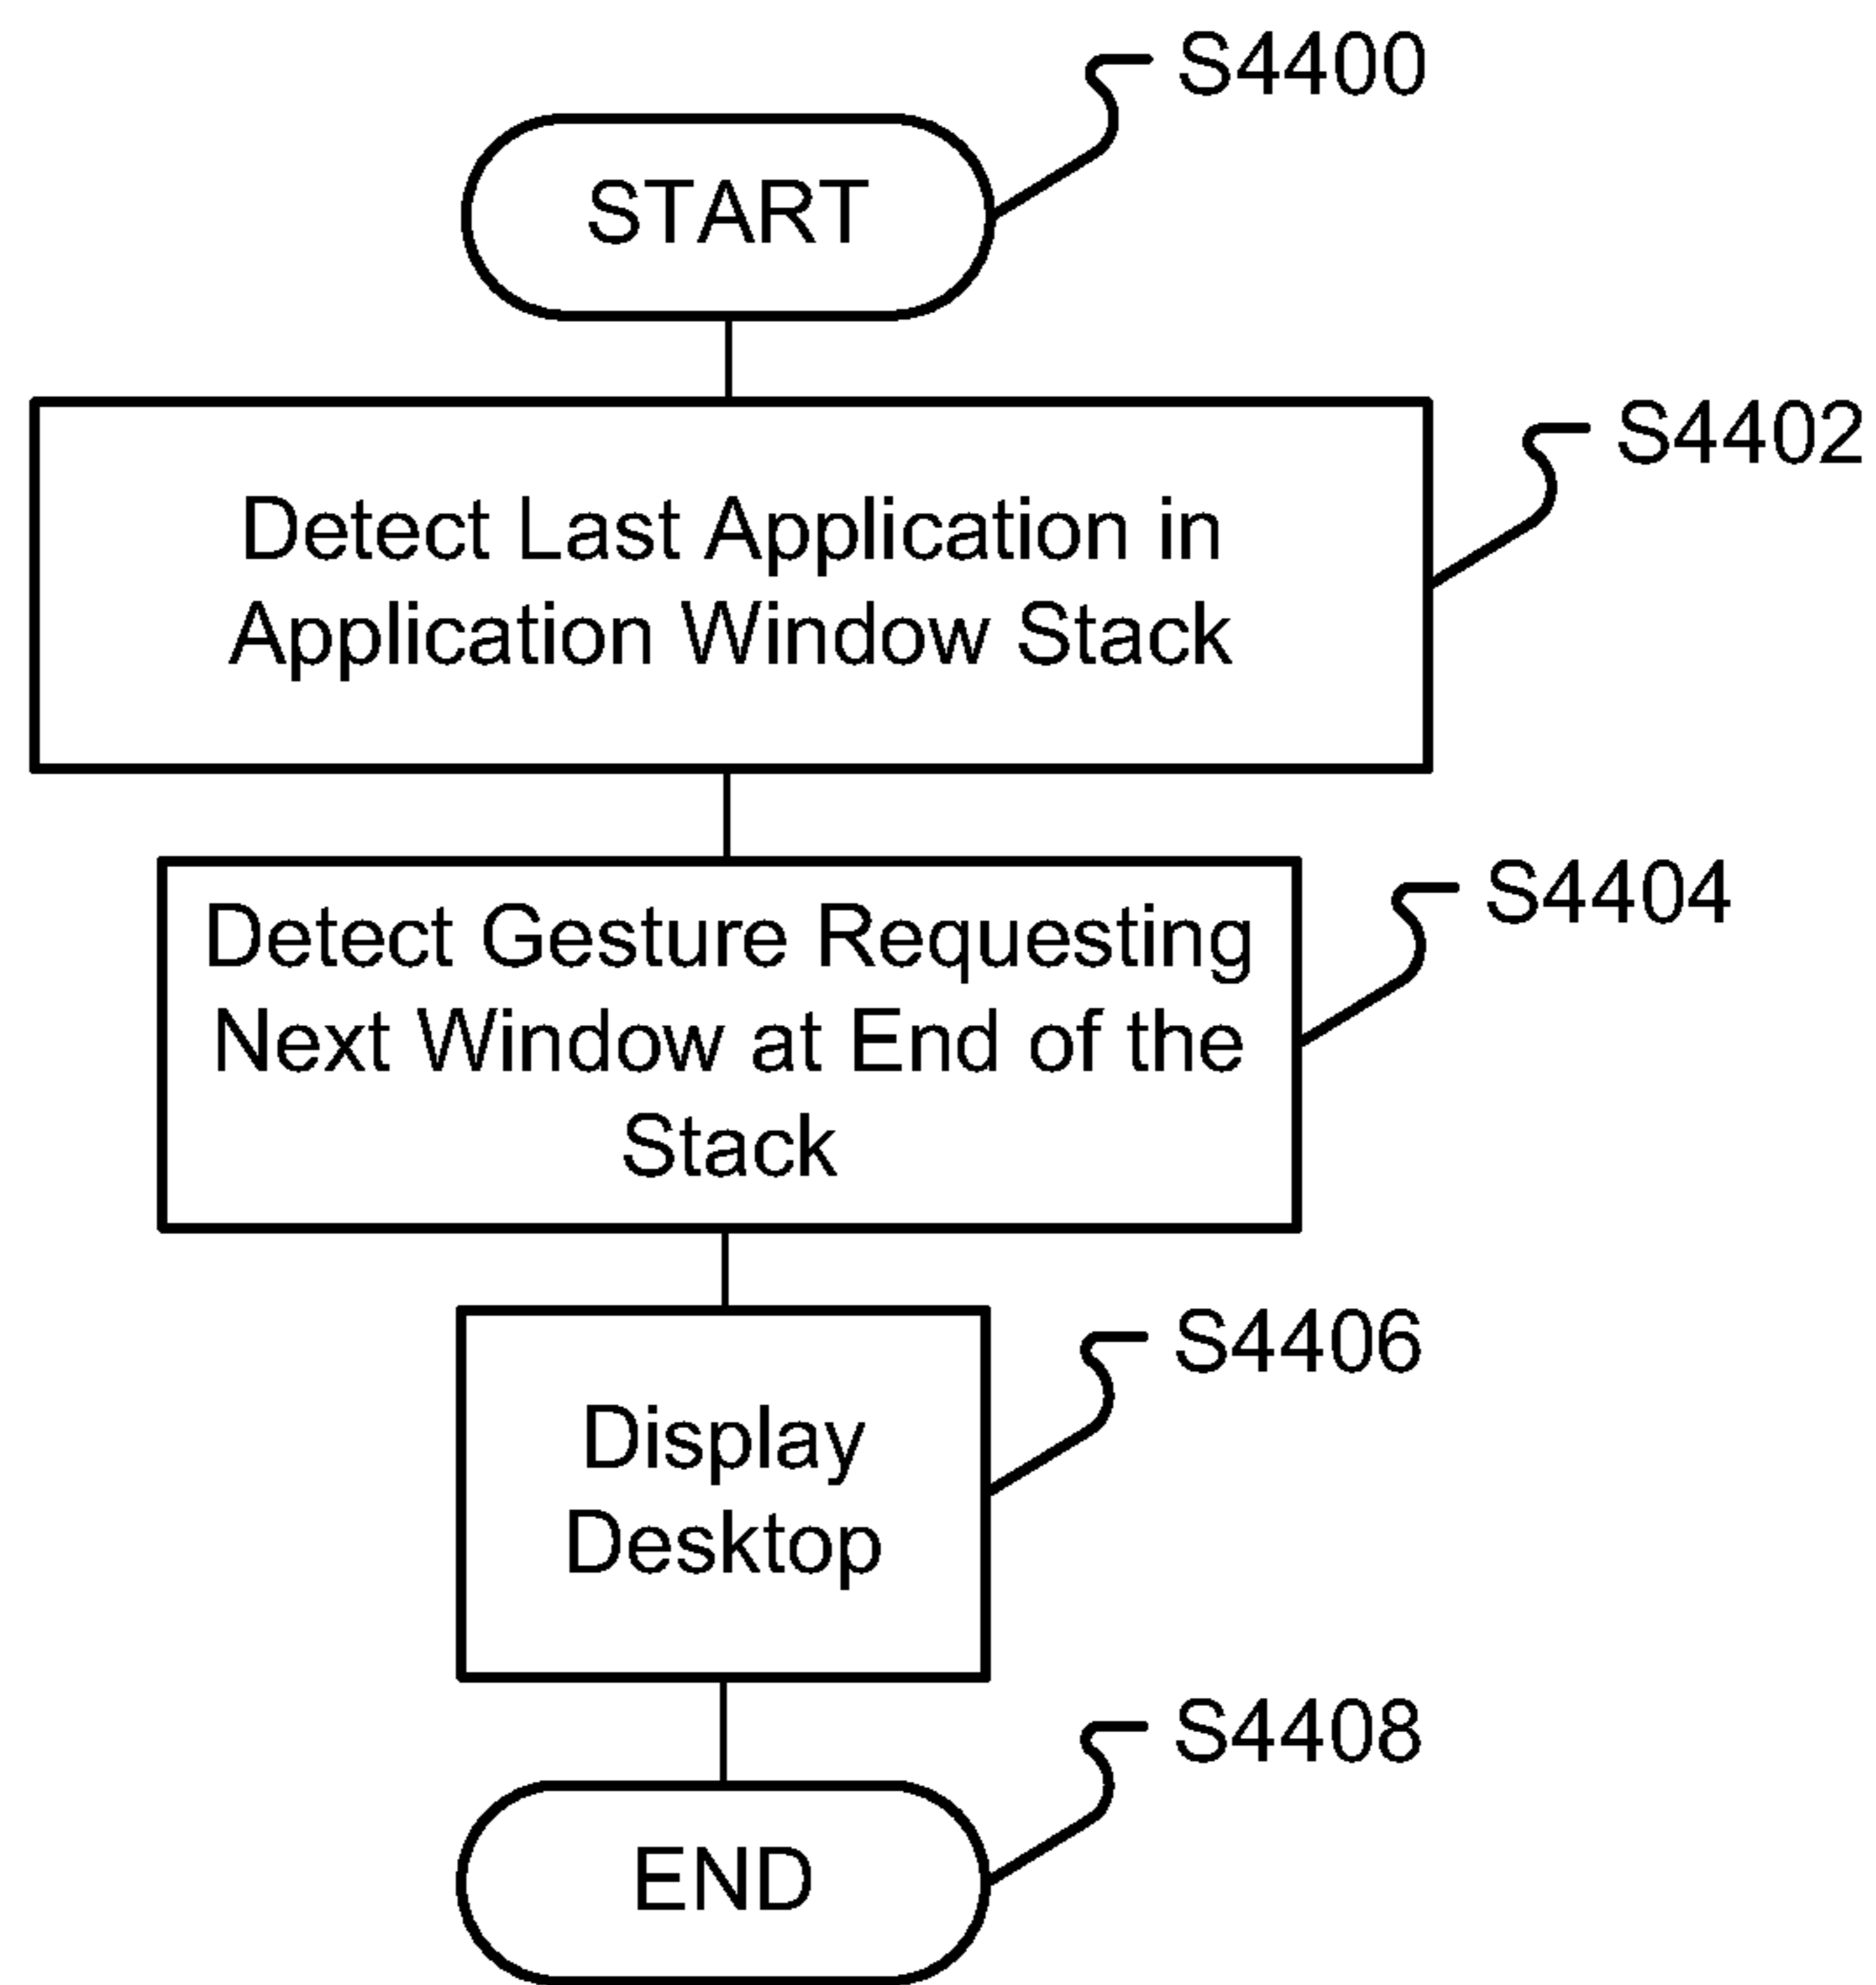 S4400
START
S4402
Detect Last Application in
Application Window Stack
S4404
Detect Gesture Requesting
Next Window at End of the
Stack
S4406
Display
Desktop
S4408
END